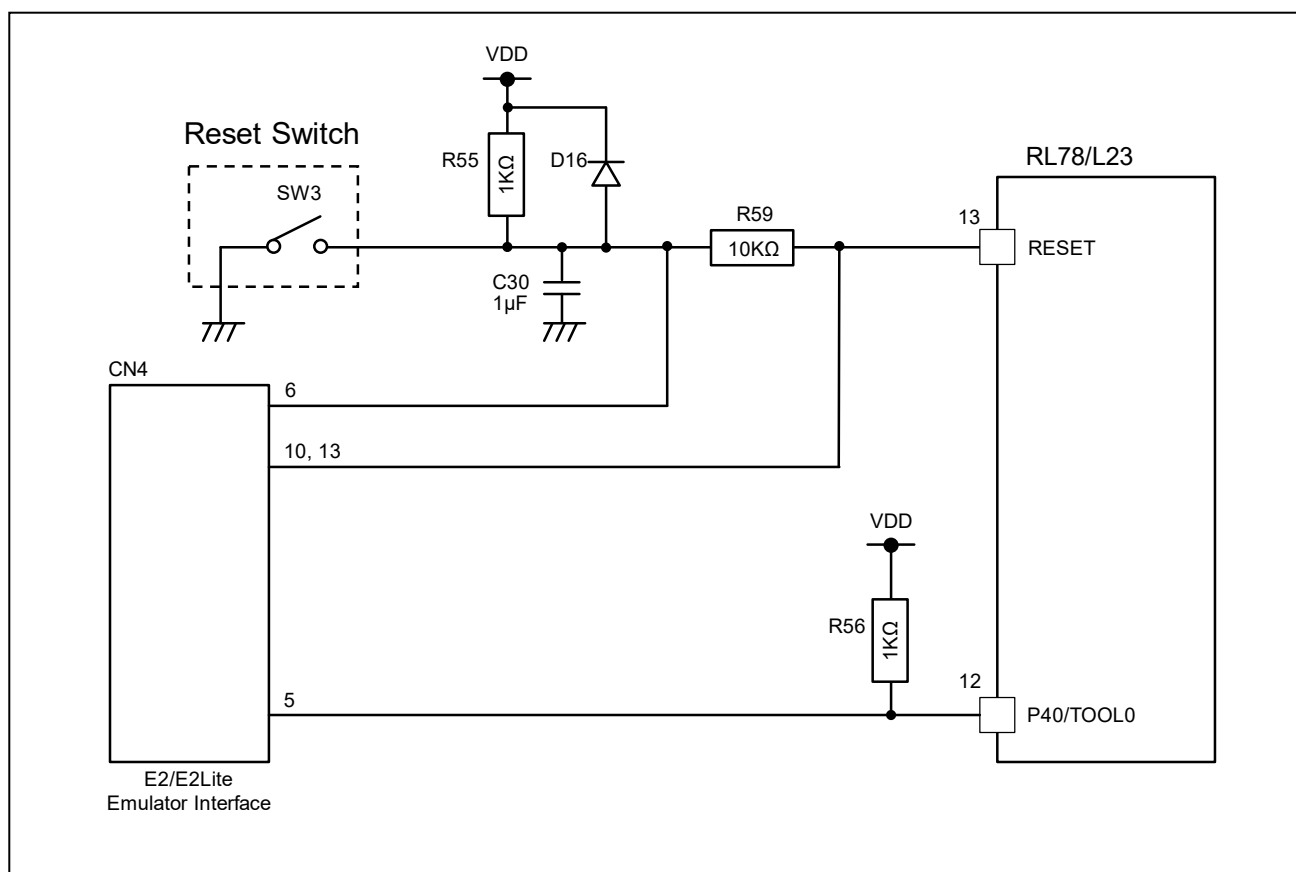 VDD
Reset Switch
R55
1KΩ
D16
RL78/L23
SW3
R59
13
10KΩ
RESET
C30
1µF
CN4
6
10, 13
VDD
R56
1KΩ
12
5
P40/TOOL0
E2/E2Lite
Emulator Interface